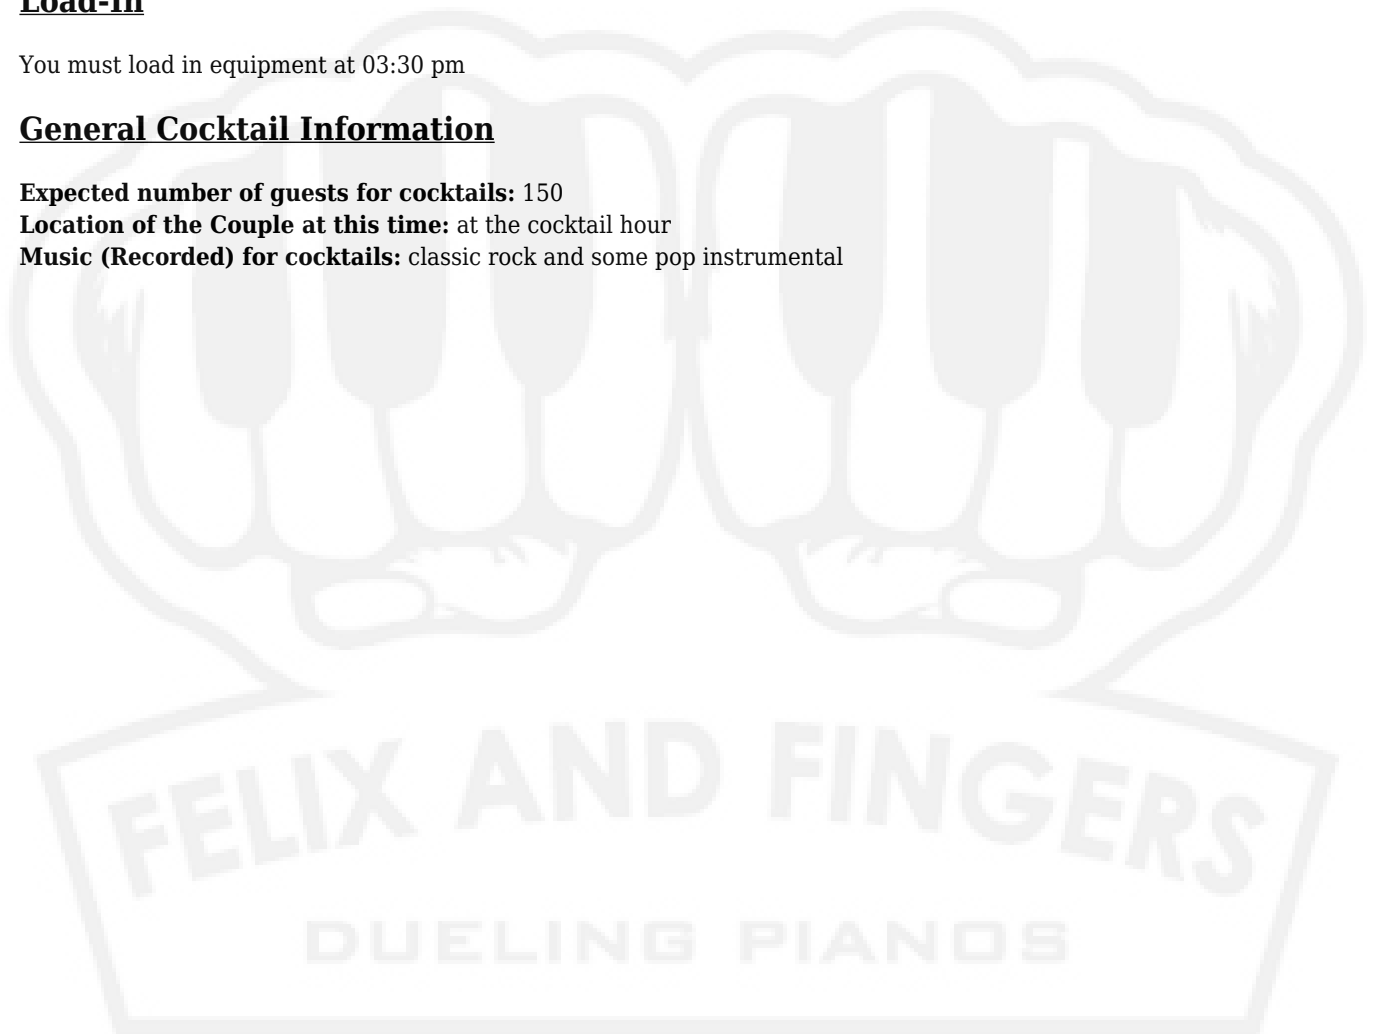 Load-In
You must load in equipment at 03:30 pm
General Cocktail Information
Expected number of guests for cocktails: 150
Location of the Couple at this time: at the cocktail hour
Music (Recorded) for cocktails: classic rock and some pop instrumental
FELIX AND FINGERS
DUELING PIANOS